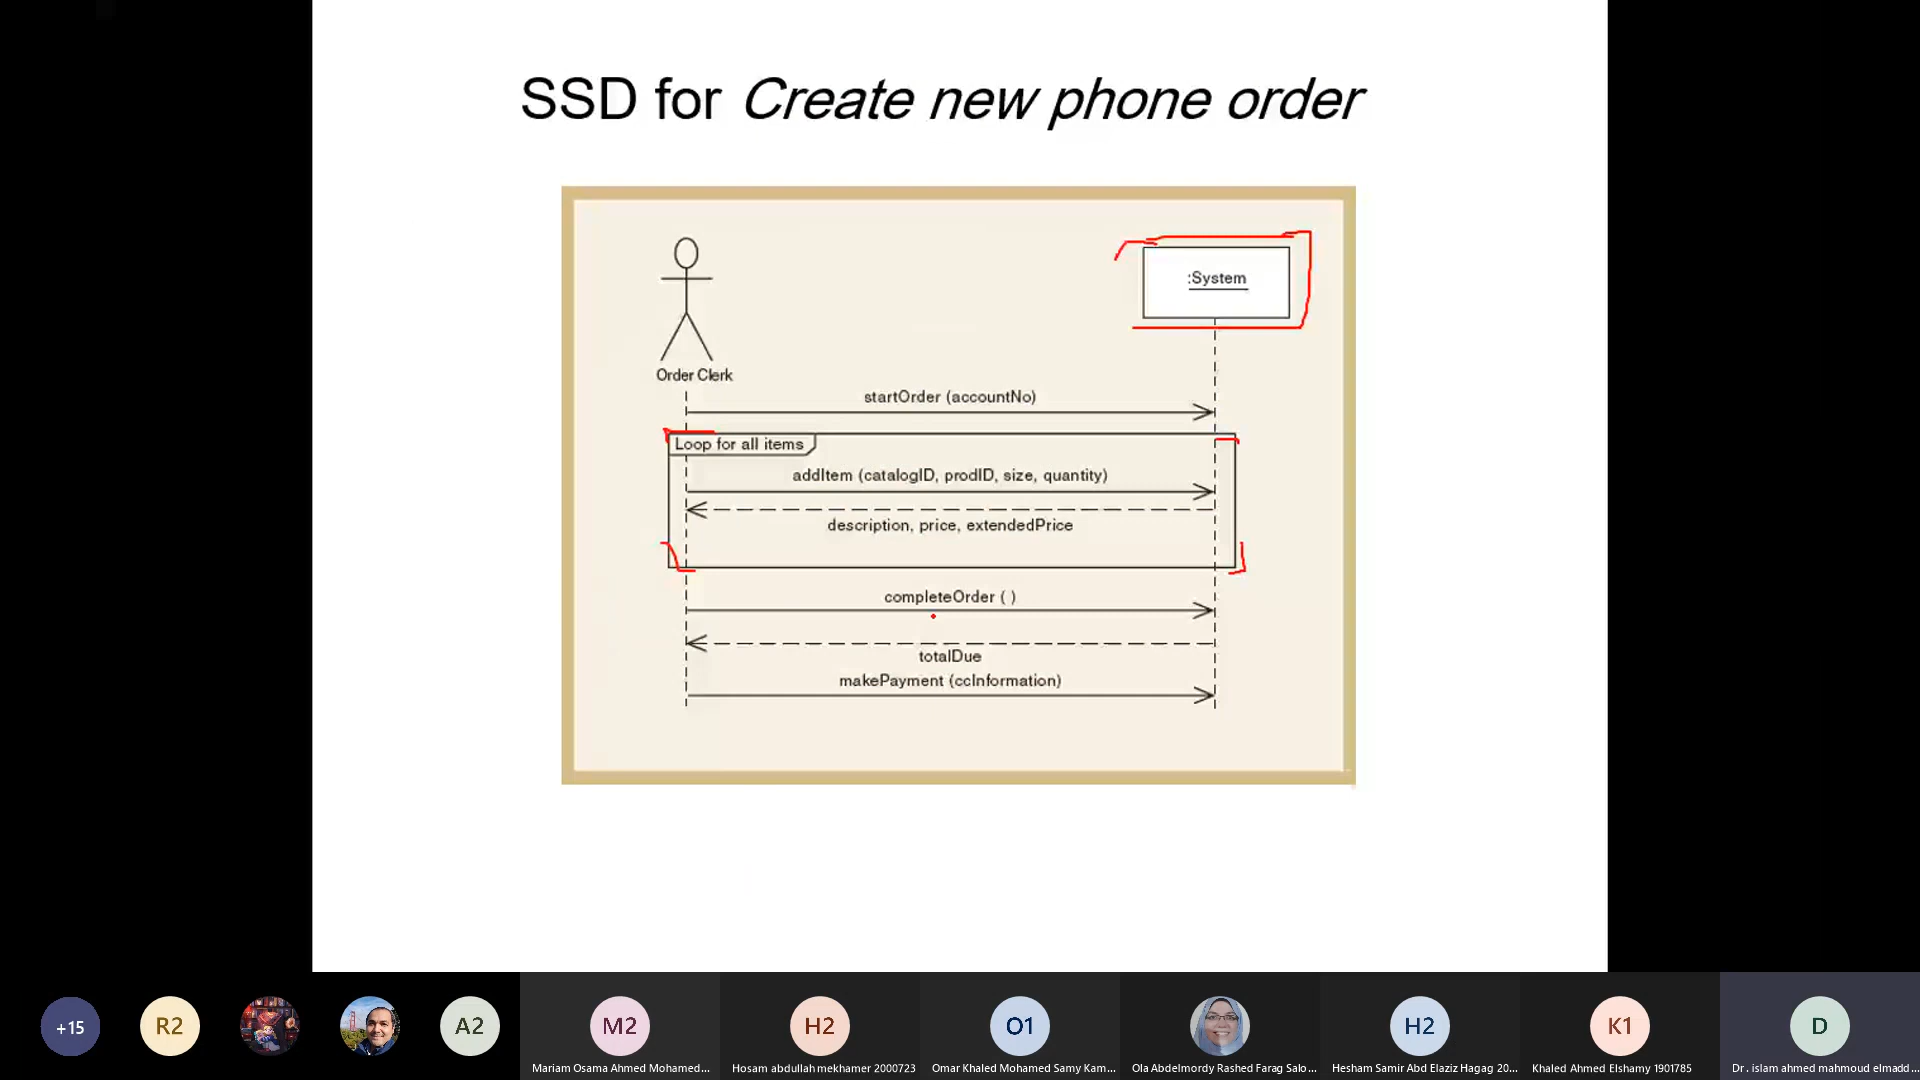 SSD for Create new phone order
:System
Order Clerk
startOrder (accountNo)
Loop for all items
addItem (catalogID, prodID, size, quantity)
description, price, extendedPrice
completeOrder ( )
totalDue
makePayment (ccInformation)
+15
R2
A2
M2
H2
O1
H2
K1
D
Mariam Osama Ahmed Mohamed...
Hosam abdullah mekhamer 2000723
Omar Khaled Mohamed Samy Kam...
Ola Abdelmordy Rashed Farag Salo...
Hesham Samir Abd Elaziz Hagag 20...
Khaled Ahmed Elshamy 1901785
Dr. islam ahmed mahmoud elmadd...